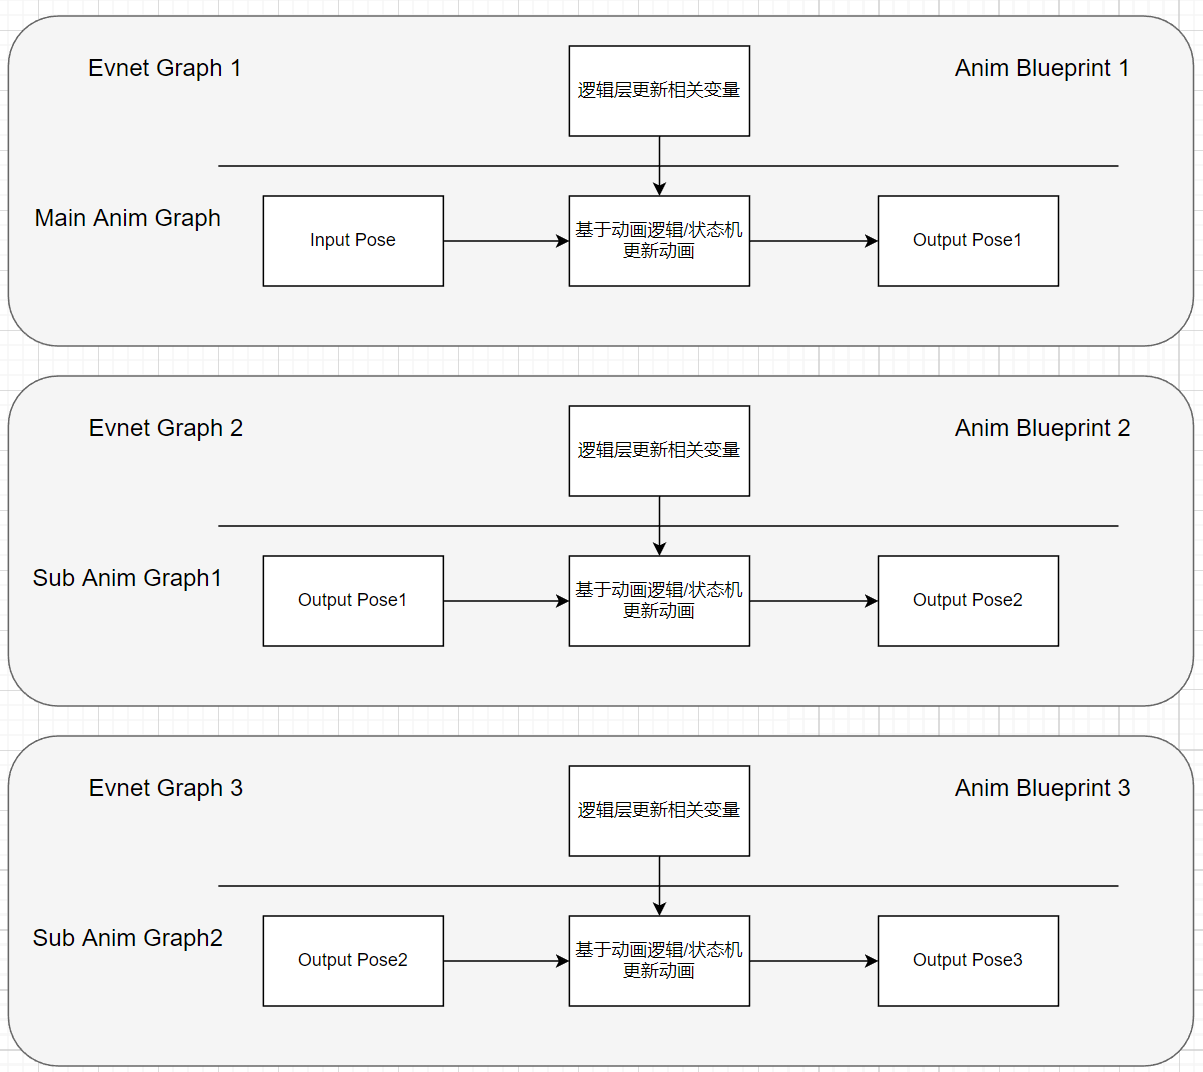 Evnet Graph 1
逻辑层更新相关变量
Anim Blueprint 1
Main Anim Graph
Input Pose
基于动画逻辑/状态机
更新动画
Output Pose1
Evnet Graph 2
逻辑层更新相关变量
Anim Blueprint 2
Sub Anim Graph1
Output Pose1
基于动画逻辑/状态机
更新动画
Output Pose2
Evnet Graph 3
逻辑层更新相关变量
Anim Blueprint 3
Sub Anim Graph2
Output Pose2
基于动画逻辑/状态机
更新动画
Output Pose3